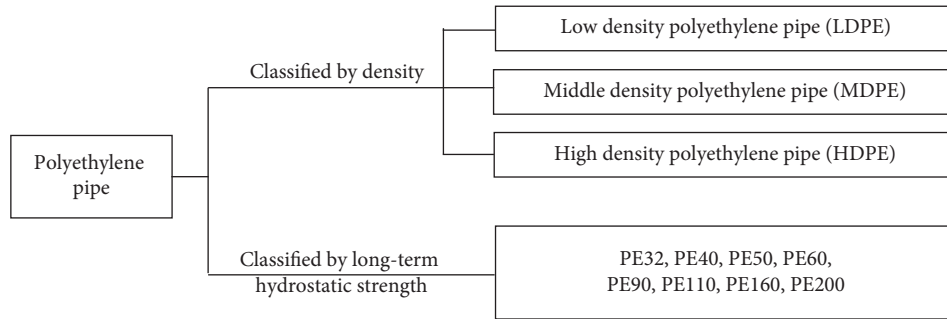 Polyethylene
pipe
Classified by density
Low density polyethylene pipe (LDPE)
Middle density polyethylene pipe (MDPE)
High density polyethylene pipe (HDPE)
Classified by long-term
hydrostatic strength
PE32, PE40, PE50, PE60,
PE90, PE110, PE160, PE200